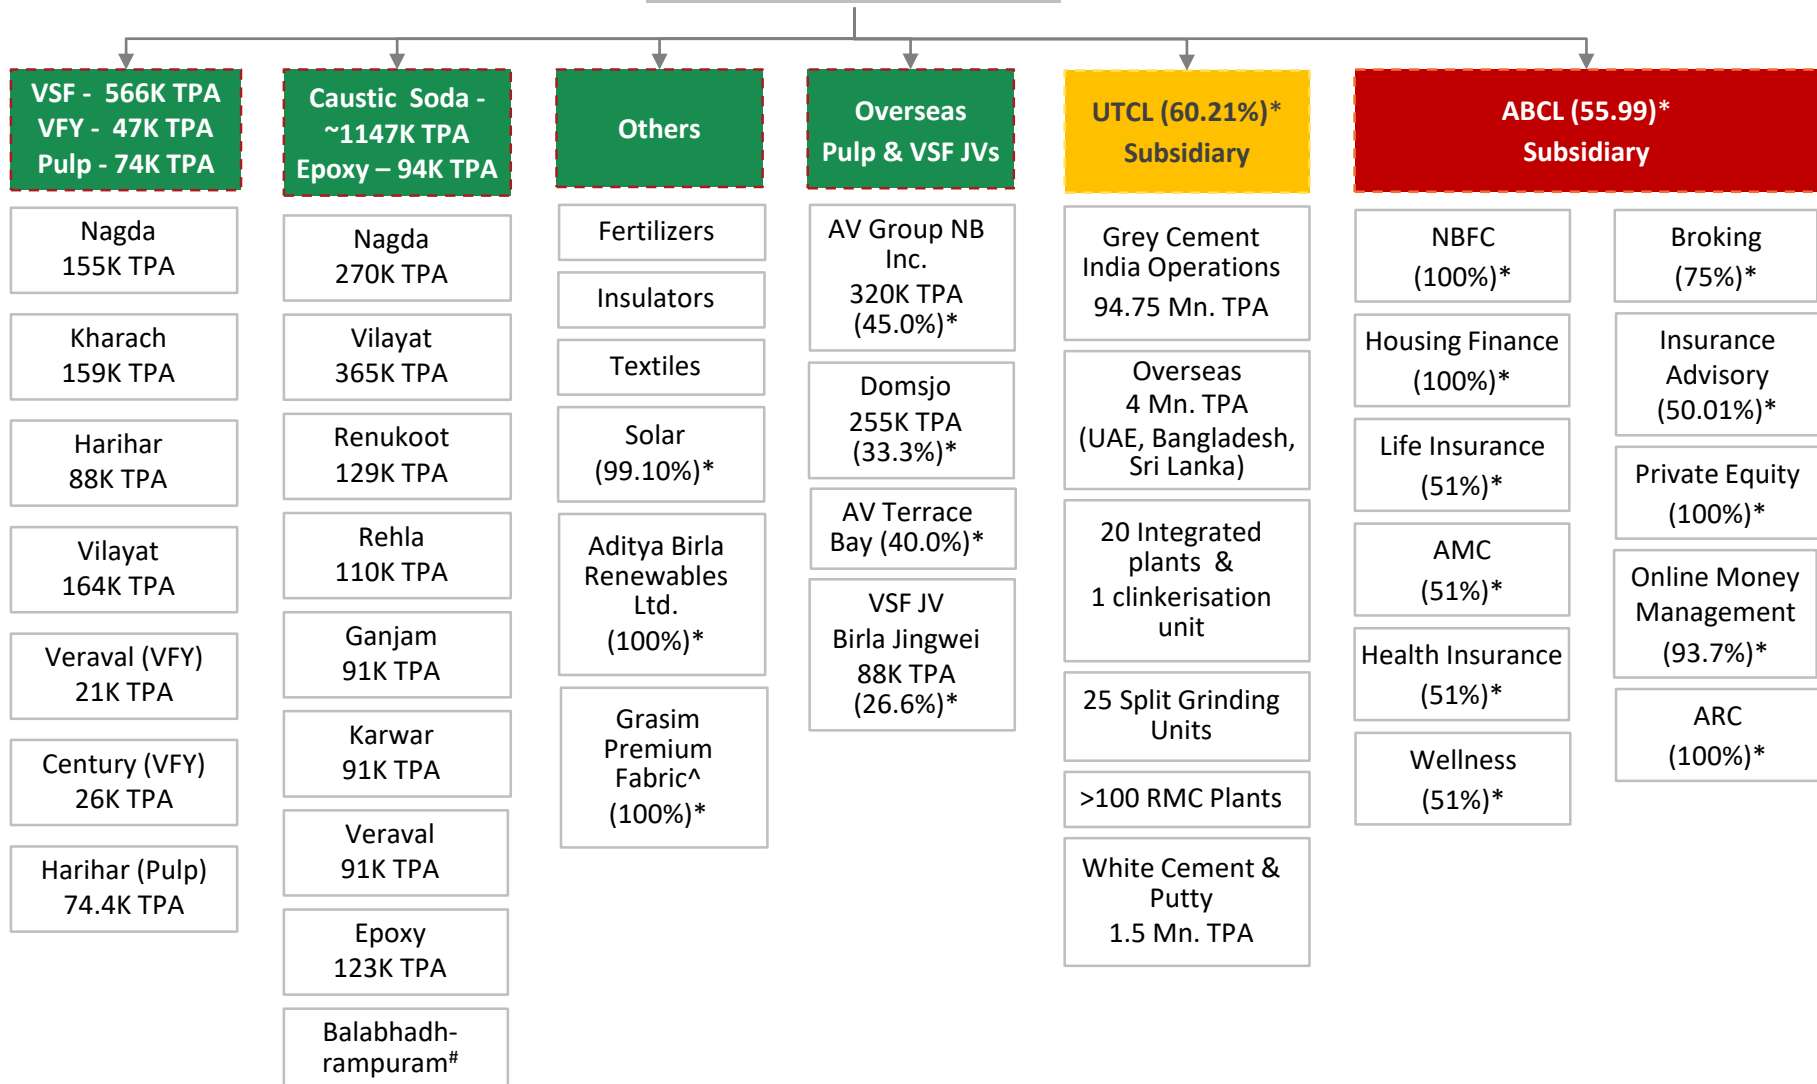 VSF - 566K TPA
VFY - 47K TPA
Pulp - 74K TPA
Nagda
155K TPA
Kharach
159K TPA
Harihar
88K TPA
Vilayat
164K TPA
Veraval (VFY)
21K TPA
Century (VFY)
26K TPA
Harihar (Pulp)
74.4K TPA
Caustic Soda -
~1147K TPA
Epoxy – 94K TPA
Nagda
270K TPA
Vilayat
365K TPA
Renukoot
129K TPA
Rehla
110K TPA
Ganjam
91K TPA
Karwar
91K TPA
Veraval
91K TPA
Epoxy
123K TPA
Balabhadh-
rampuram#
Others
Fertilizers
Insulators
Textiles
Solar
(99.10%)*
Aditya Birla
Renewables
Ltd.
(100%)*
Grasim
Premium
Fabric^
(100%)*
Overseas
Pulp & VSF JVs
AV Group NB
Inc.
320K TPA
(45.0%)*
Domsjo
255K TPA
(33.3%)*
AV Terrace
Bay (40.0%)*
VSF JV
Birla Jingwei
88K TPA
(26.6%)*
UTCL (60.21%)*
Subsidiary
Grey Cement
India Operations
94.75 Mn. TPA
Overseas
4 Mn. TPA
(UAE, Bangladesh,
Sri Lanka)
20 Integrated
plants &
1 clinkerisation
unit
25 Split Grinding
Units
>100 RMC Plants
White Cement &
Putty
1.5 Mn. TPA
ABCL (55.99)*
Subsidiary
NBFC
(100%)*
Housing Finance
(100%)*
Life Insurance
(51%)*
AMC
(51%)*
Health Insurance
(51%)*
Wellness
(51%)*
Broking
(75%)*
Insurance
Advisory
(50.01%)*
Private Equity
(100%)*
Online Money
Management
(93.7%)*
ARC
(100%)*